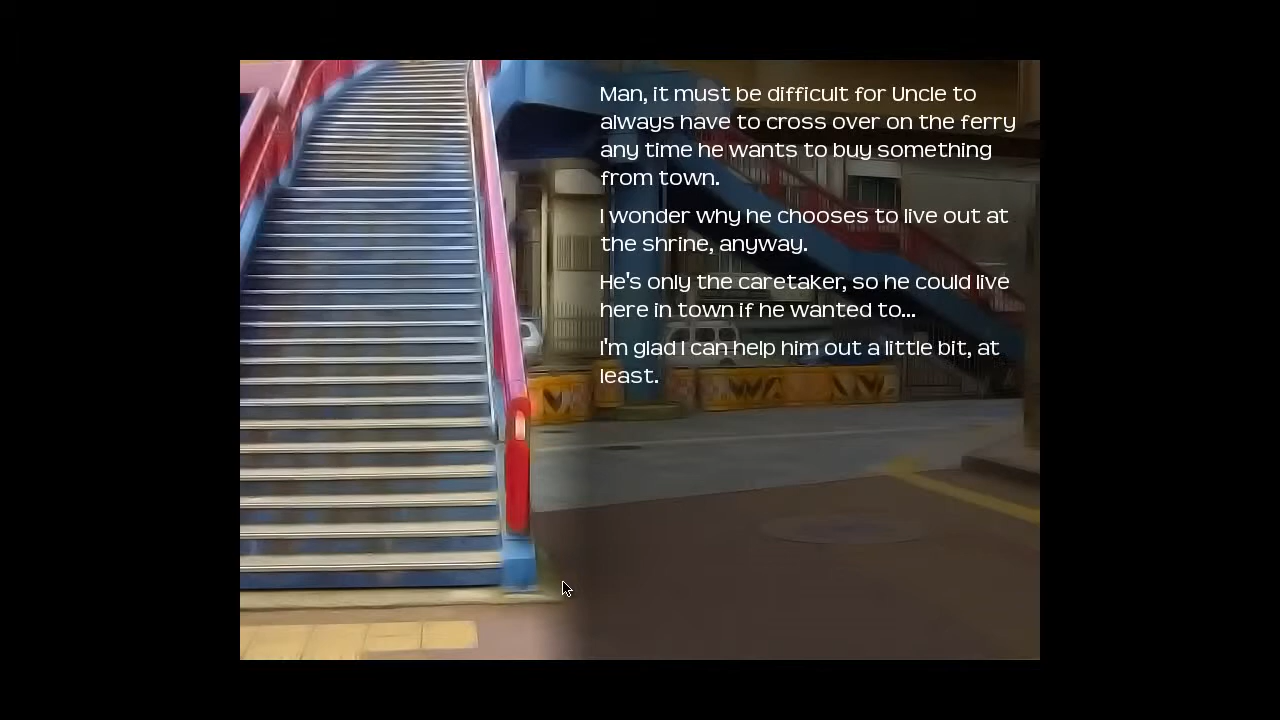 Man, it must be difficult for Uncle to
always have to cross over on the ferry
any time he wants to buy something
from town.
I wonder why he chooses to live out at
the shrine, anyway.
He's only the caretaker, so he could live
here in town if he wanted to...
I'm glad I can help him out a little bit, at
least.